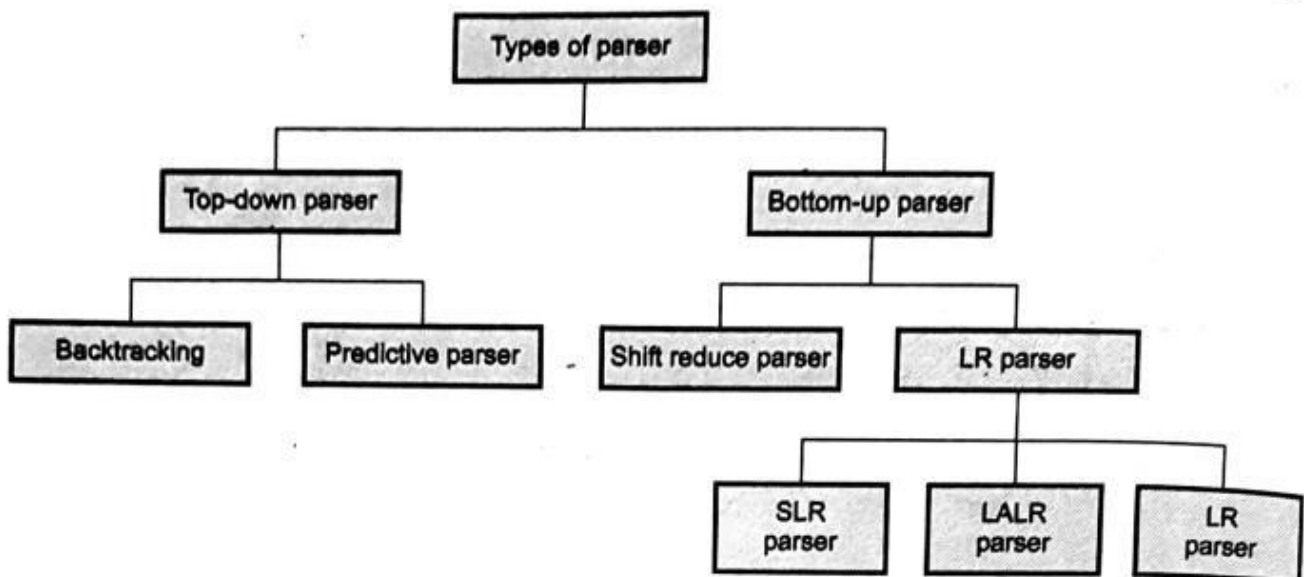 Types of parser
Top-down parser
Bottom-up parser
Backtracking
Predictive parser
Shift reduce parser
LR parser
SLR
parser
LALR
parser
LR
parser